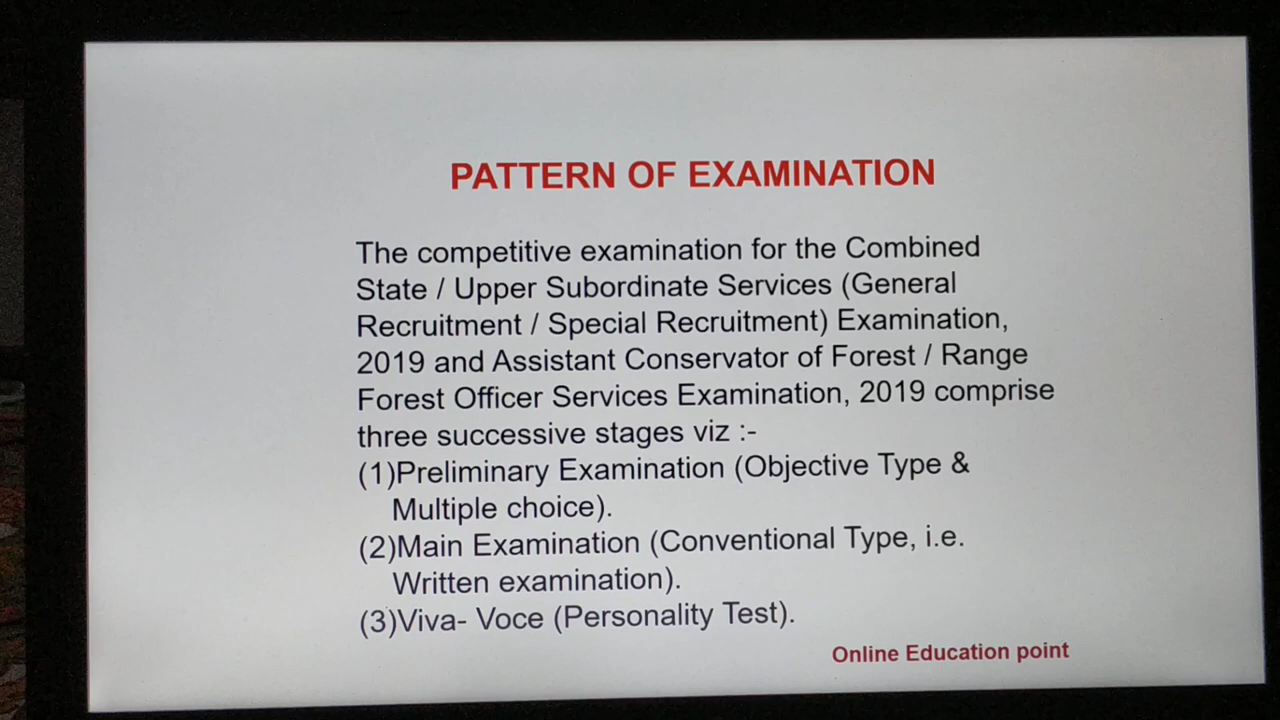 PATTERN OF EXAMINATION
The competitive examination for the Combined
State / Upper Subordinate Services (General
Recruitment / Special Recruitment) Examination,
2019 and Assistant Conservator of Forest / Range
Forest Officer Services Examination, 2019 comprise
three successive stages viz :-
(1)Preliminary Examination (Objective Type &
Multiple choice).
(2)Main Examination (Conventional Type, i.e.
Written examination).
(3)Viva- Voce (Personality Test).
Online Education point